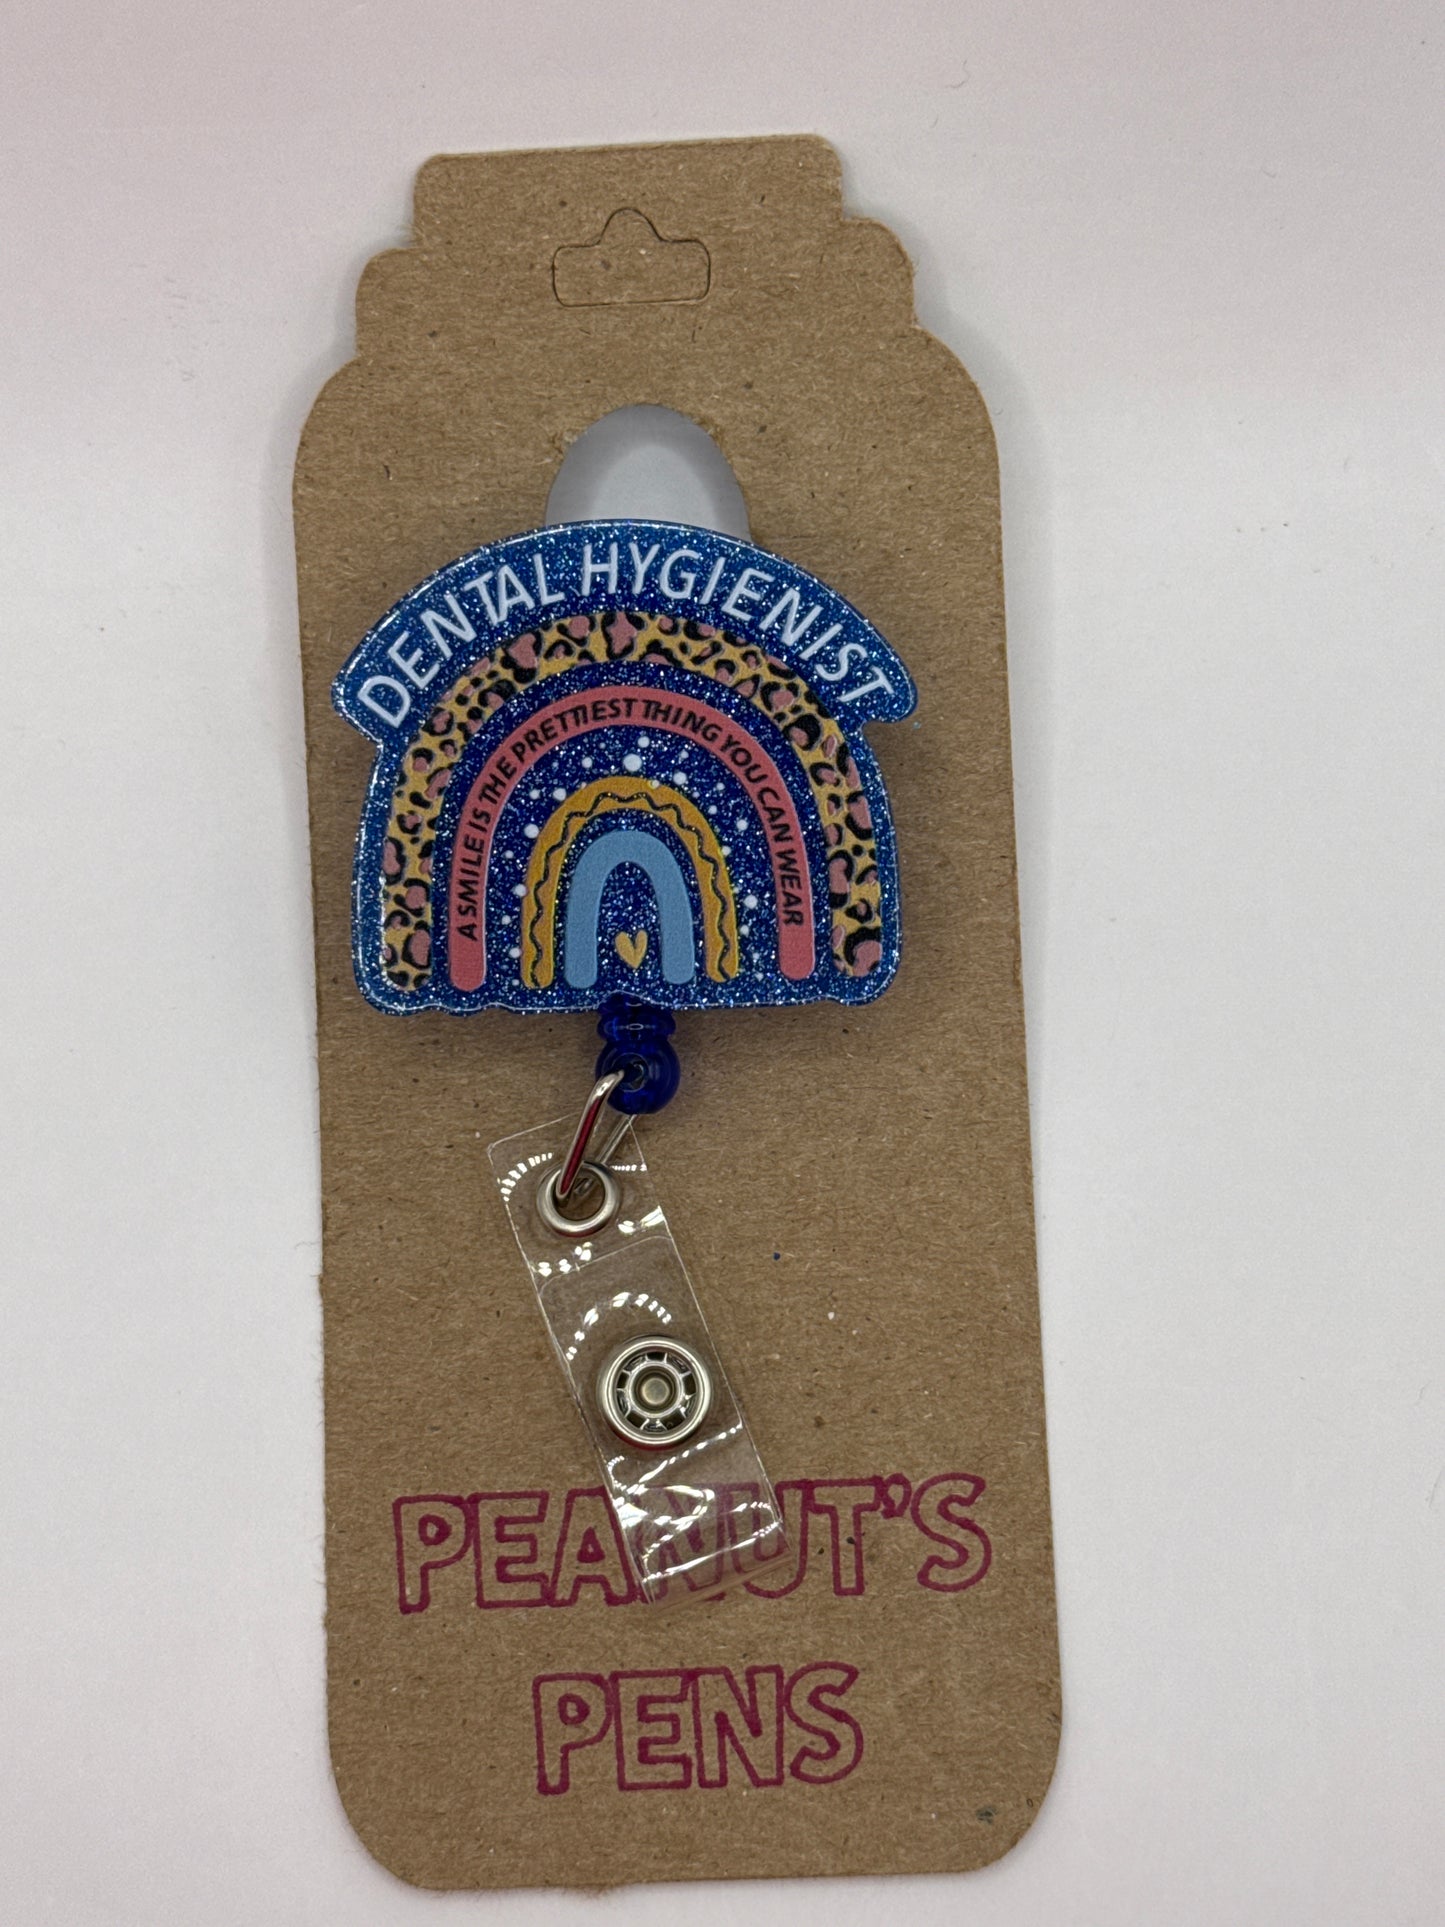 DENTAL HYGIENIST
A SMILE IS THE PRETTIEST THING YOU CAN WEAR
PEANUT'S
PENS